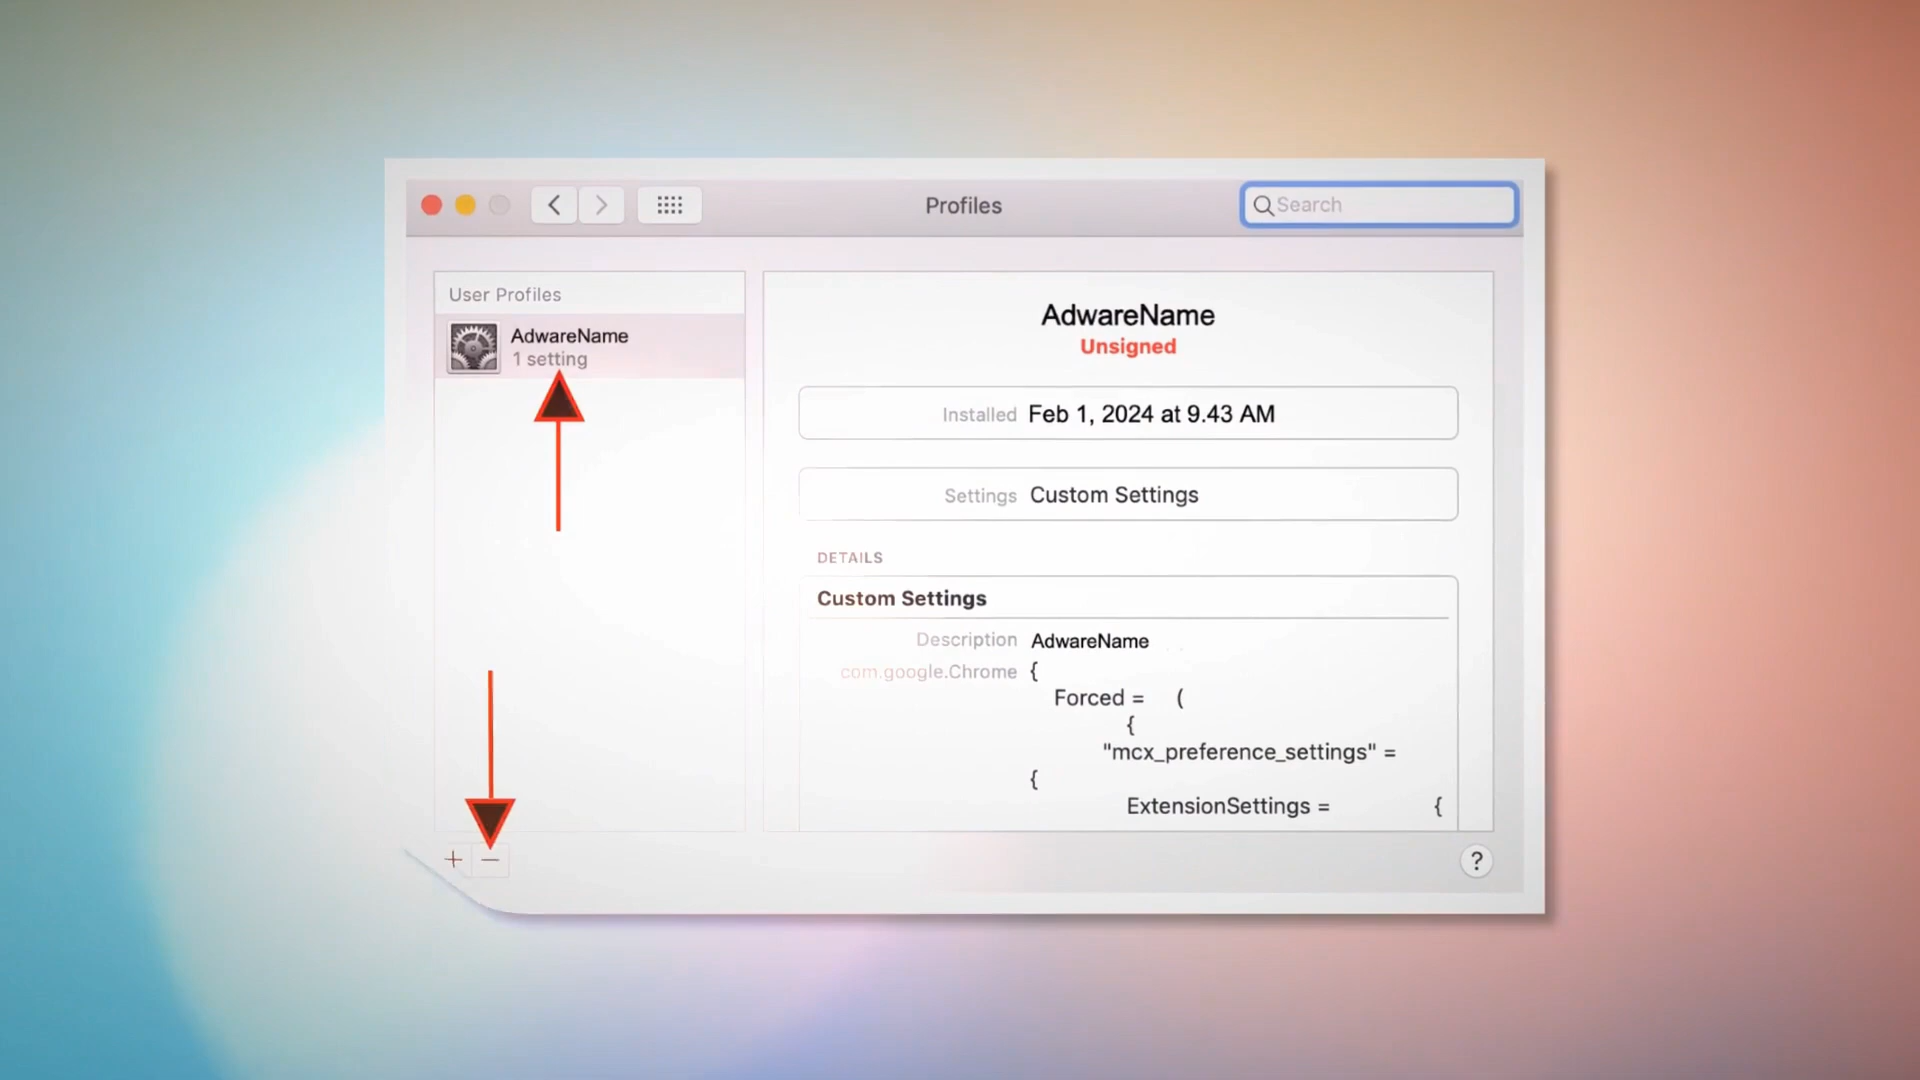 Profiles
Search
User Profiles
AdwareName
1 setting
AdwareName
Unsigned
Installed Feb 1, 2024 at 9.43 AM
Settings Custom Settings
DETAILS
Custom Settings
Description AdwareName
com.google.Chrome {
Forced = (
{
"mcx_preference_settings" =
{
ExtensionSettings = {
+ −
?